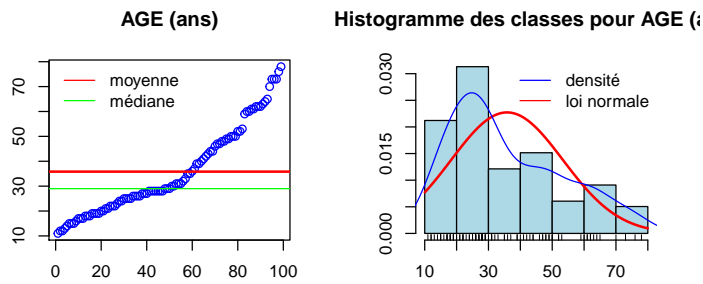 AGE (ans)
moyenne
médiane
10
30
50
70
0
20
40
60
80
100
Histogramme des classes pour AGE (a
densité
loi normale
0.000
0.015
0.030
10
30
50
70